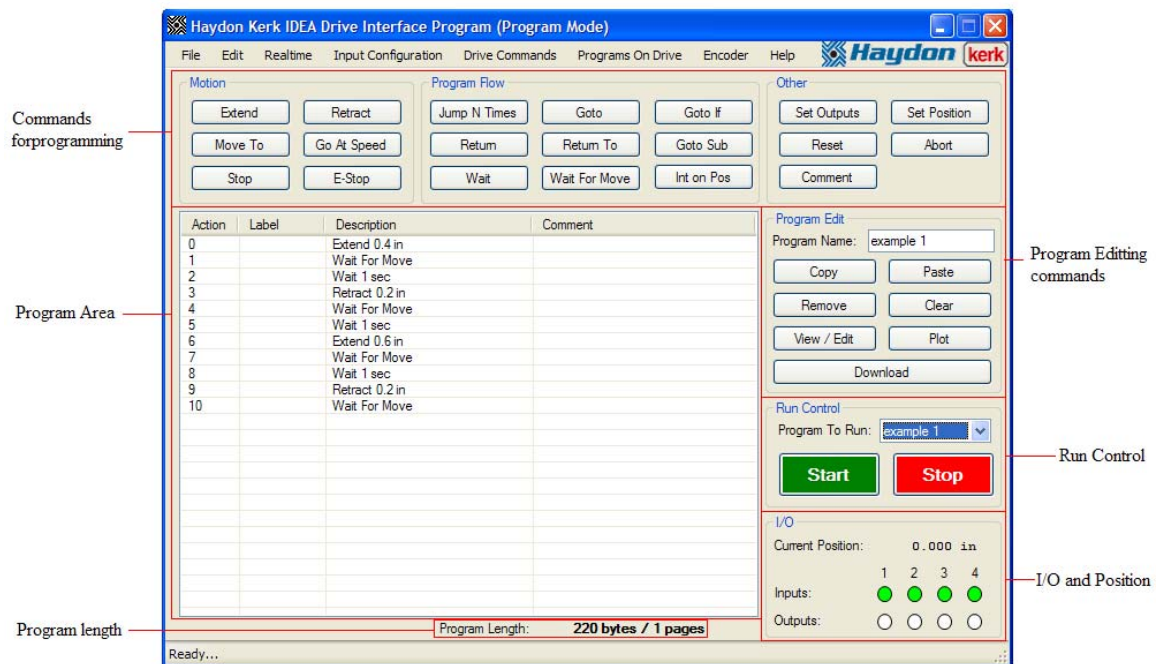 Haydon Kerk IDEA Drive Interface Program (Program Mode)
File Edit Realtime Input Configuration Drive Commands Programs On Drive Encoder Help Haydon kerk
Motion Program Flow Other
Extend Retract Jump N Times Goto Goto If Set Outputs Set Position
Move To Go At Speed Return Return To Goto Sub Reset Abort
Stop E-Stop Wait Wait For Move Int on Pos Comment
Commands
forprogramming
Action Label Description Comment
0 Extend 0.4 in
1 Wait For Move
2 Wait 1 sec
3 Retract 0.2 in
4 Wait For Move
5 Wait 1 sec
6 Extend 0.6 in
7 Wait For Move
8 Wait 1 sec
9 Retract 0.2 in
10 Wait For Move
Program Area
Program Length: 220 bytes / 1 pages
Program length
Ready...
Program Edit
Program Name: example 1
Copy Paste
Remove Clear
View / Edit Plot
Download
Program Editting
commands
Run Control
Program To Run: example 1
Start Stop
Run Control
I/O
Current Position: 0.000 in
1 2 3 4
Inputs:
Outputs:
I/O and Position